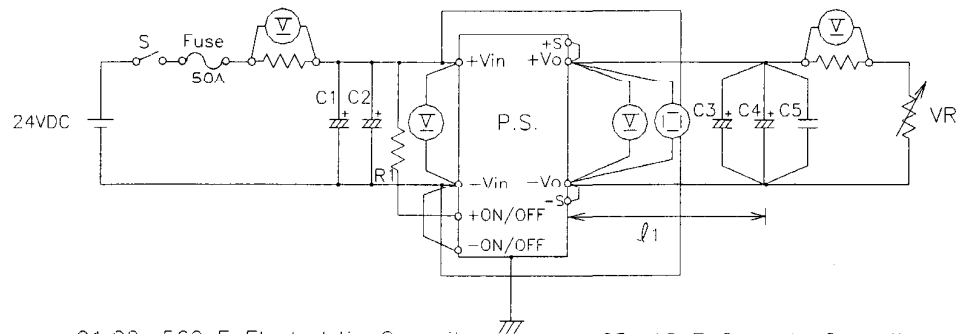 S Fuse
50A
V
24VDC
C1 C2
R1
V
+Vin
-Vin
+ON/OFF
-ON/OFF
P.S.
+S
+Vo
-Vo
-S
V
C3 C4 C5
V
VR
ℓ1